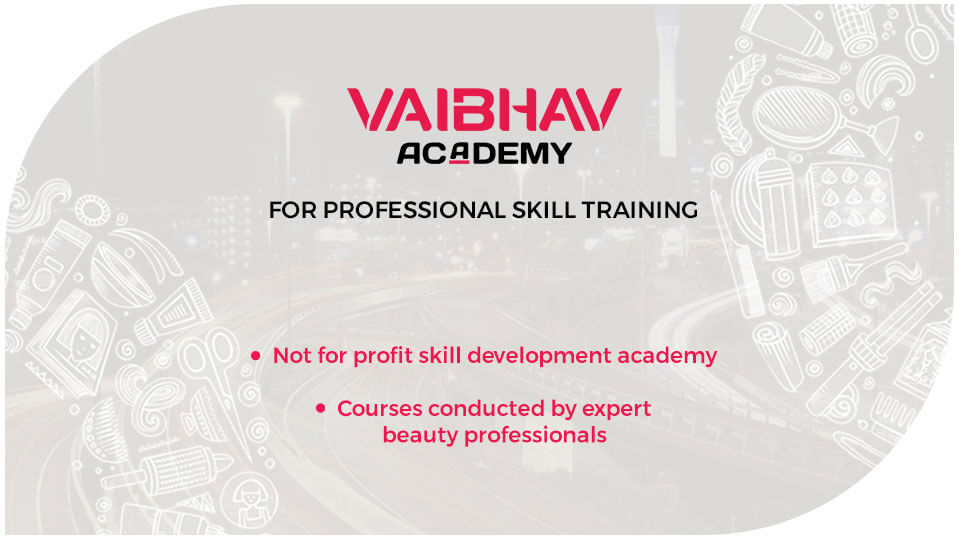 VAIBHAV
ACADEMY
FOR PROFESSIONAL SKILL TRAINING
• Not for profit skill development academy
• Courses conducted by expert
beauty professionals